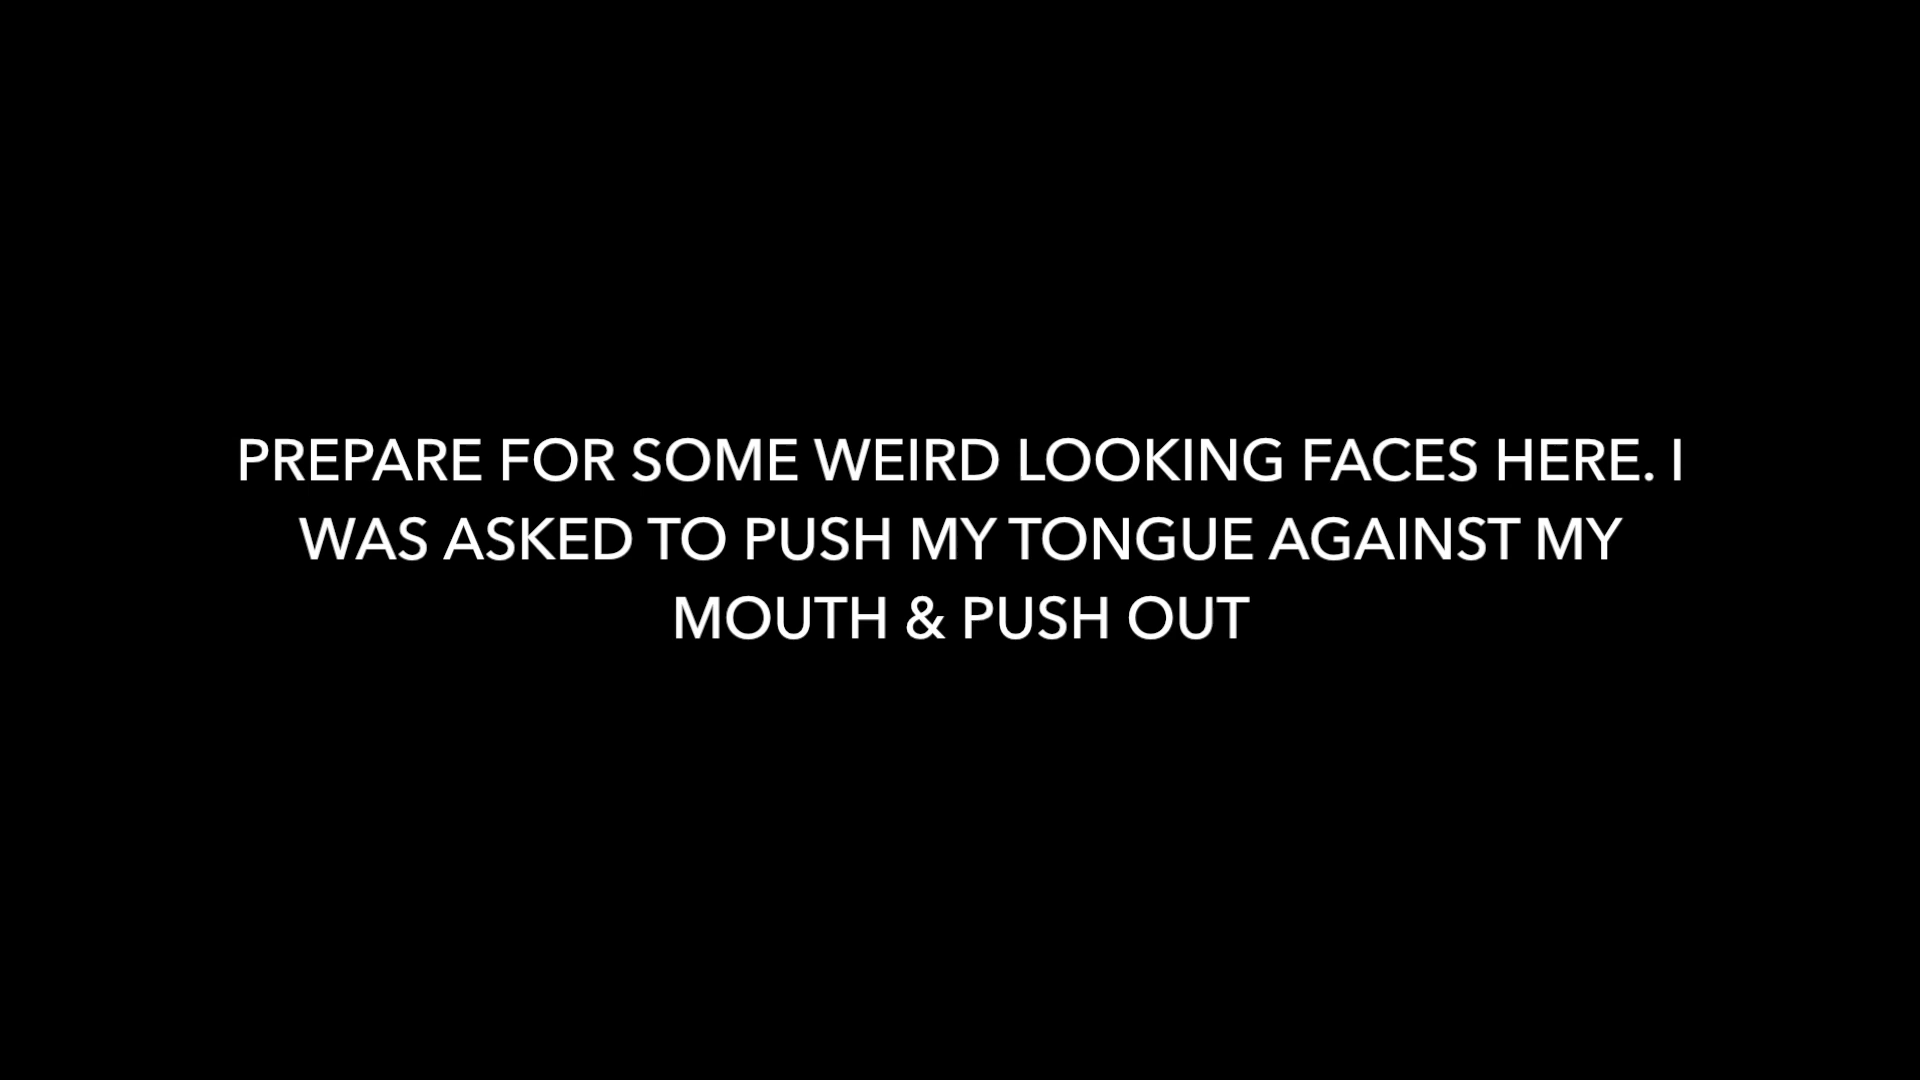 PREPARE FOR SOME WEIRD LOOKING FACES HERE. I
WAS ASKED TO PUSH MY TONGUE AGAINST MY
MOUTH & PUSH OUT